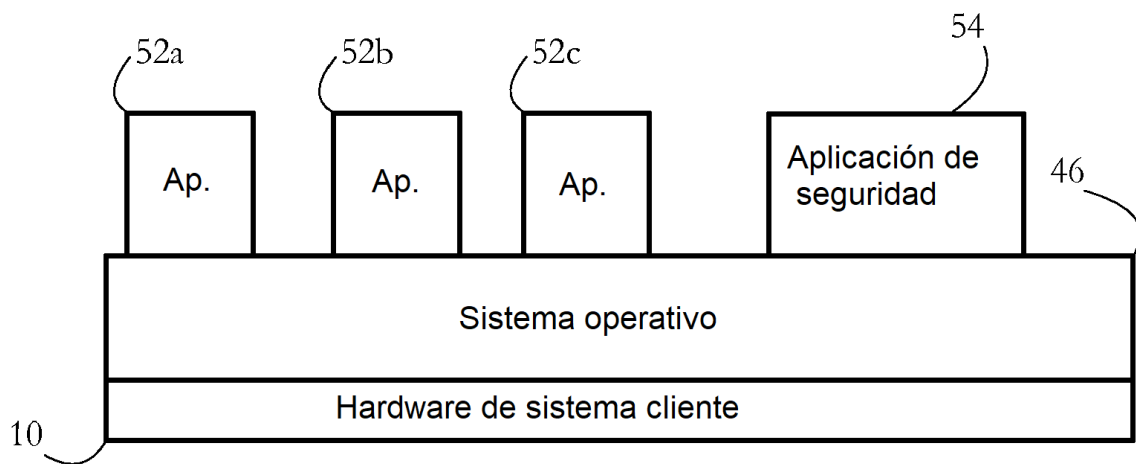 52a
52b
52c
54
Ap.
Ap.
Ap.
Aplicación de
seguridad
46
Sistema operativo
Hardware de sistema cliente
10